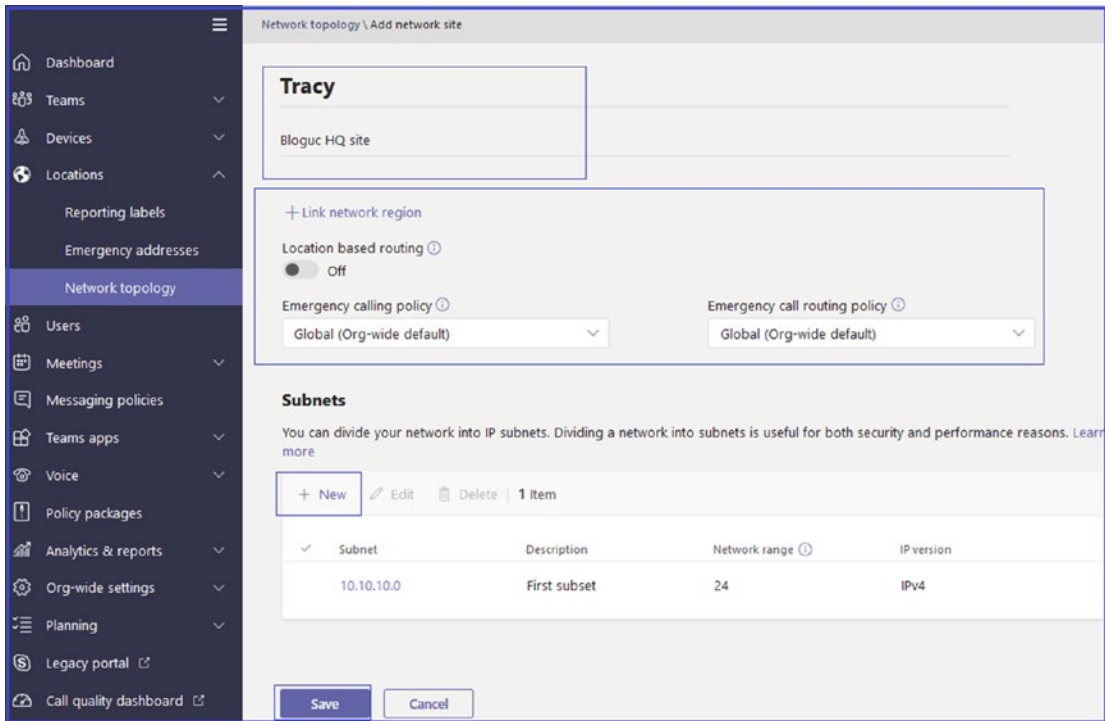 Network topology \ Add network site
Dashboard
Teams
Devices
Locations
Reporting labels
Emergency addresses
Network topology
Users
Meetings
Messaging policies
Teams apps
Voice
Policy packages
Analytics & reports
Org-wide settings
Planning
Legacy portal
Call quality dashboard
Tracy
Bloguc HQ site
+ Link network region
Location based routing
Off
Emergency calling policy
Emergency call routing policy
Global (Org-wide default)
Global (Org-wide default)
Subnets
You can divide your network into IP subnets. Dividing a network into subnets is useful for both security and performance reasons. Learn
more
+ New Edit Delete | 1 Item
Subnet Description Network range IP version
10.10.10.0 First subset 24 IPv4
Save Cancel